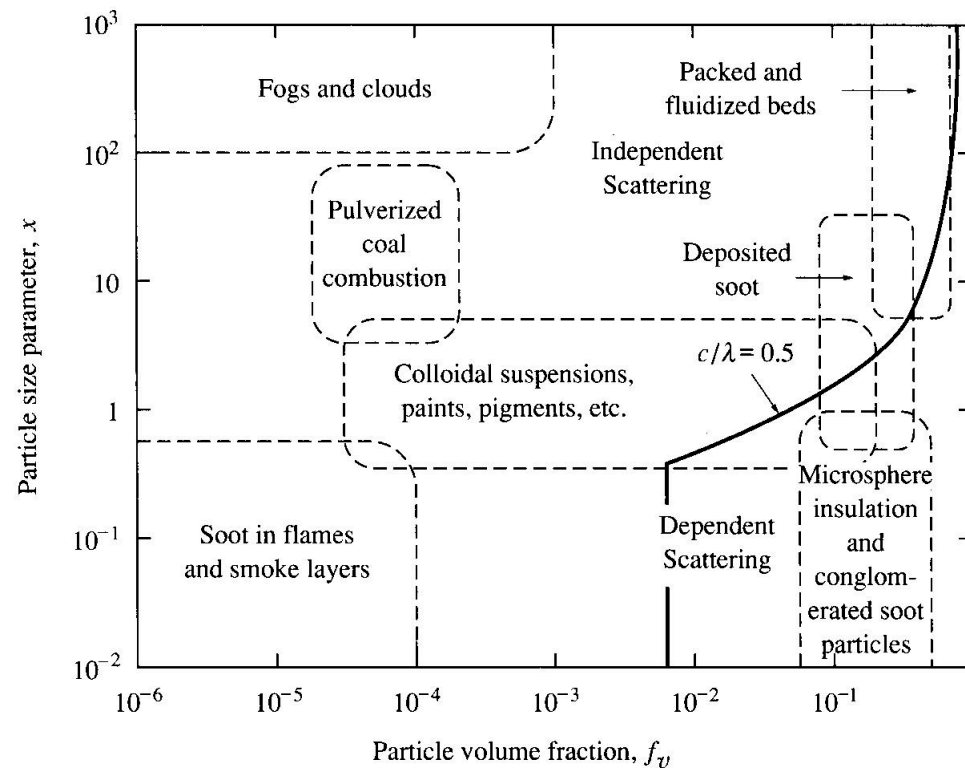 10³
10²
10
1
10⁻¹
10⁻²
Particle size parameter, x
Fogs and clouds
Packed and
fluidized beds
Independent
Scattering
Pulverized
coal
combustion
Deposited
soot
c/λ = 0.5
Colloidal suspensions,
paints, pigments, etc.
Microsphere
insulation
and
conglom-
erated soot
particles
Dependent
Scattering
Soot in flames
and smoke layers
10⁻⁶
10⁻⁵
10⁻⁴
10⁻³
10⁻²
10⁻¹
Particle volume fraction, fᵥ